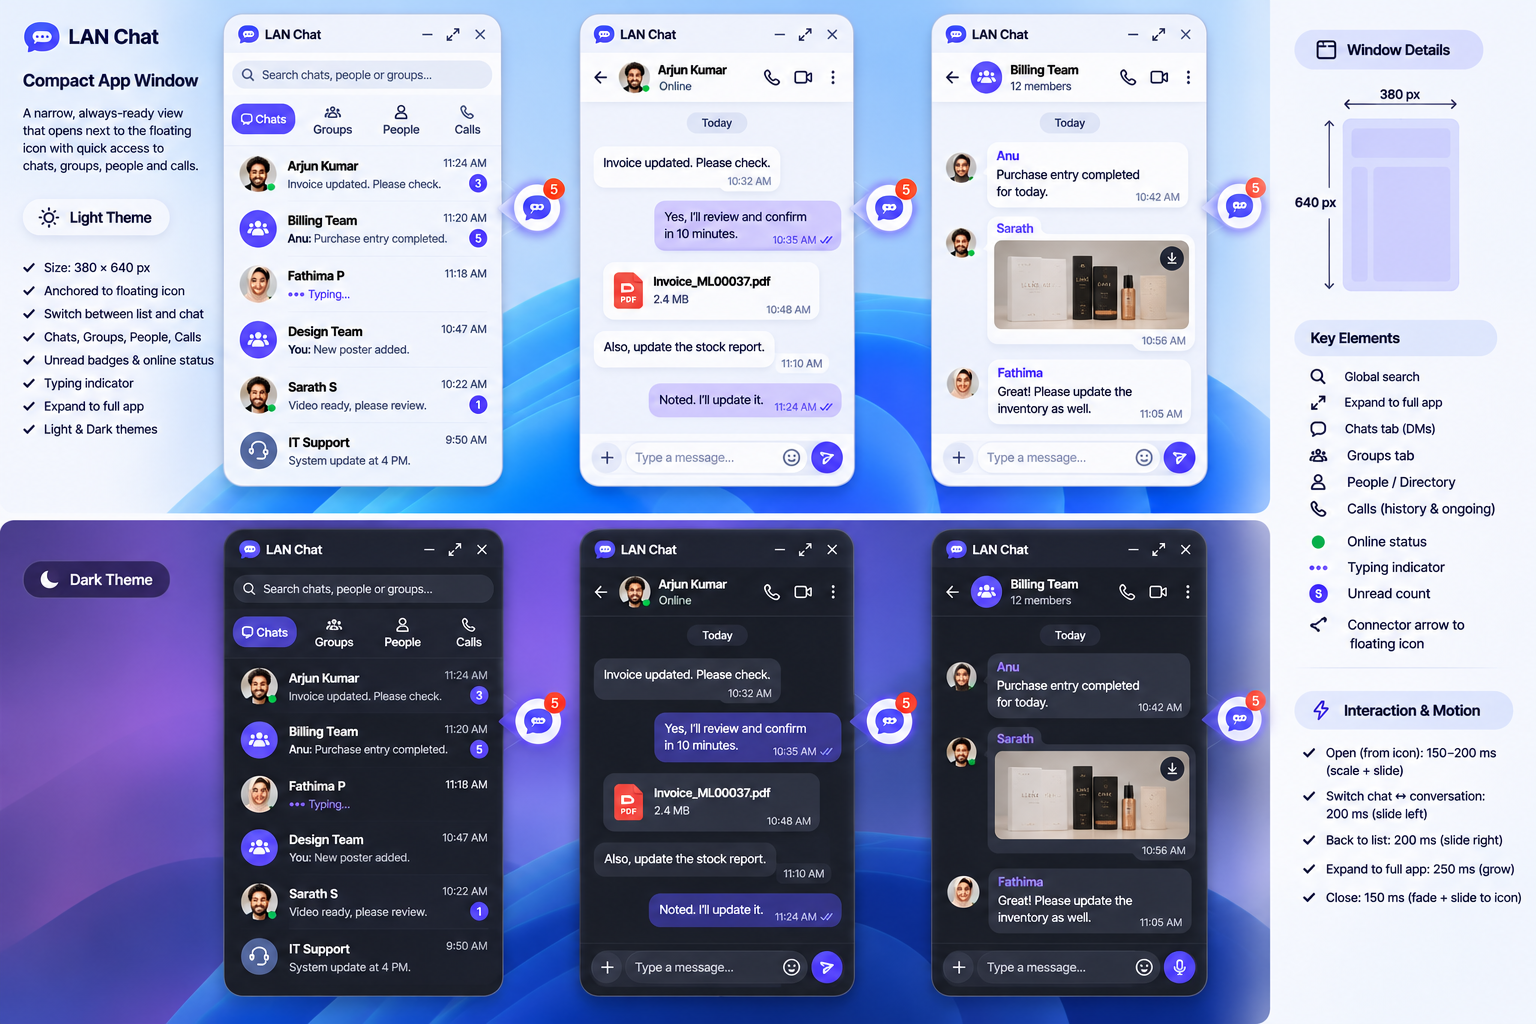 LAN Chat
Compact App Window
A narrow, always-ready view
that opens next to the floating
icon with quick access to
chats, groups, people and calls.
Light Theme
Size: 380 × 640 px
Anchored to floating icon
Switch between list and chat
Chats, Groups, People, Calls
Unread badges & online status
Typing indicator
Expand to full app
Light & Dark themes
LAN Chat
Search chats, people or groups...
Chats
Groups
People
Calls
Arjun Kumar
11:24 AM
Invoice updated. Please check.
3
Billing Team
11:20 AM
Anu: Purchase entry completed.
5
Fathima P
11:18 AM
Typing...
Design Team
10:47 AM
You: New poster added.
Sarath S
10:22 AM
Video ready, please review.
1
IT Support
9:50 AM
System update at 4 PM.
5
LAN Chat
Arjun Kumar
Online
Today
Invoice updated. Please check.
10:32 AM
Yes, I'll review and confirm
in 10 minutes.
10:35 AM
PDF
Invoice_ML00037.pdf
2.4 MB
10:48 AM
Also, update the stock report.
11:10 AM
Noted. I'll update it.
11:24 AM
Type a message...
5
LAN Chat
Billing Team
12 members
Today
Anu
Purchase entry completed
for today.
10:42 AM
Sarath
10:56 AM
Fathima
Great! Please update the
inventory as well.
11:05 AM
Type a message...
5
Dark Theme
LAN Chat
Search chats, people or groups...
Chats
Groups
People
Calls
Arjun Kumar
11:24 AM
Invoice updated. Please check.
3
Billing Team
11:20 AM
Anu: Purchase entry completed.
5
Fathima P
11:18 AM
Typing...
Design Team
10:47 AM
You: New poster added.
Sarath S
10:22 AM
Video ready, please review.
1
IT Support
9:50 AM
System update at 4 PM.
5
LAN Chat
Arjun Kumar
Online
Today
Invoice updated. Please check.
10:32 AM
Yes, I'll review and confirm
in 10 minutes.
10:35 AM
PDF
Invoice_ML00037.pdf
2.4 MB
10:48 AM
Also, update the stock report.
11:10 AM
Noted. I'll update it.
11:24 AM
Type a message...
5
LAN Chat
Billing Team
12 members
Today
Anu
Purchase entry completed
for today.
10:42 AM
Sarath
10:56 AM
Fathima
Great! Please update the
inventory as well.
11:05 AM
Type a message...
5
Window Details
380 px
640 px
Key Elements
Global search
Expand to full app
Chats tab (DMs)
Groups tab
People / Directory
Calls (history & ongoing)
Online status
Typing indicator
S
Unread count
Connector arrow to
floating icon
Interaction & Motion
Open (from icon): 150–200 ms
(scale + slide)
Switch chat ↔ conversation:
200 ms (slide left)
Back to list: 200 ms (slide right)
Expand to full app: 250 ms (grow)
Close: 150 ms (fade + slide to icon)